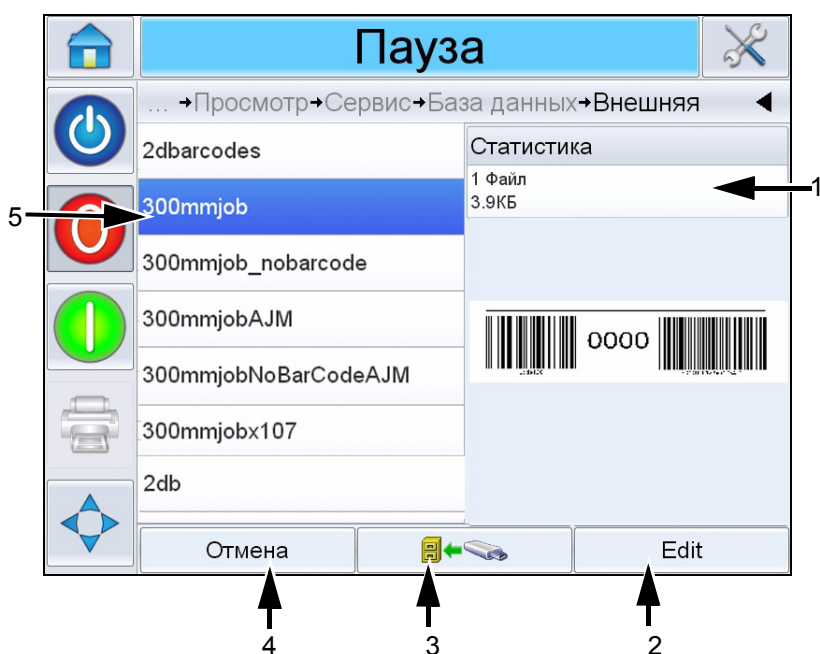 Пауза
... →Просмотр→Сервис→База данных→Внешняя
2dbarcodes
Статистика
1 Файл
3.9КБ
1
5
300mmjob
300mmjob_nobarcode
300mmjobAJM
0000
300mmjobNoBarCodeAJM
300mmjobx107
2db
Отмена
Edit
4
3
2